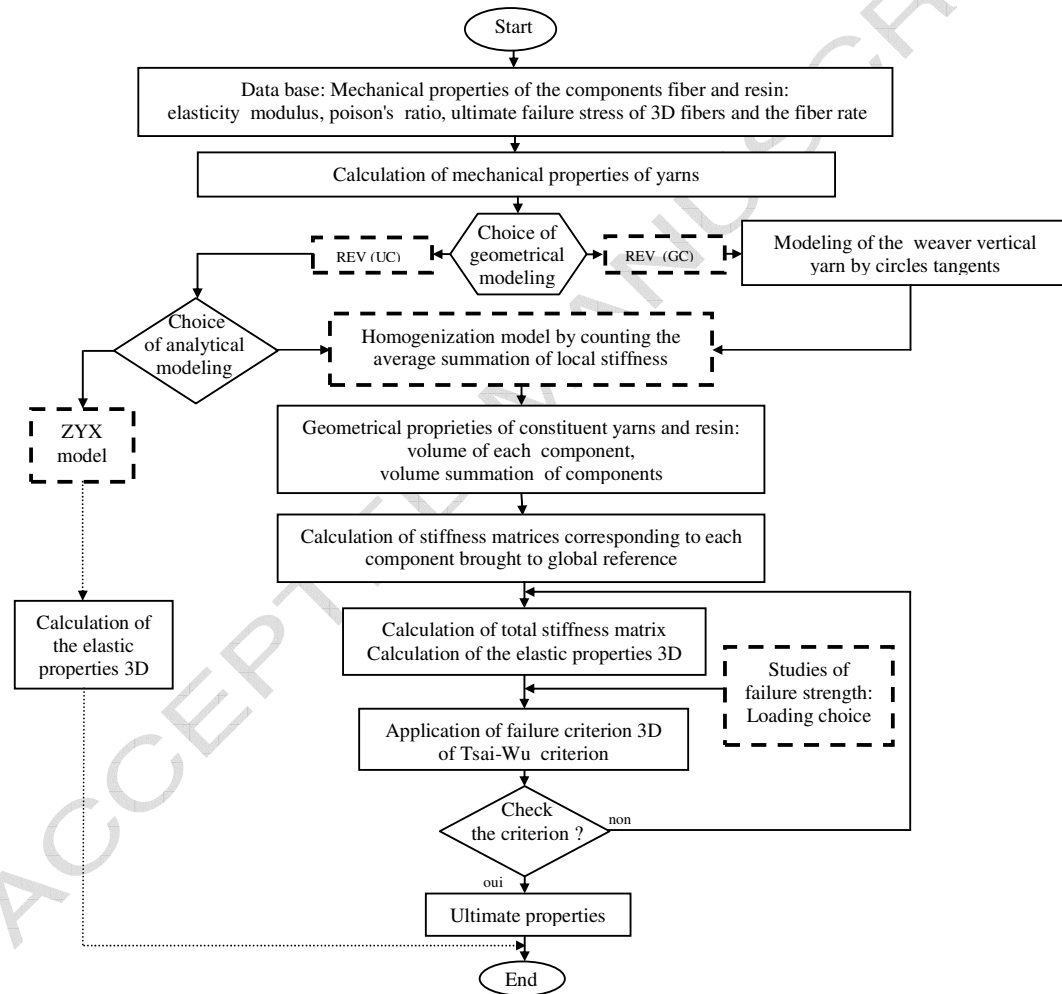 Start
Data base: Mechanical properties of the components fiber and resin:
elasticity modulus, poison's ratio, ultimate failure stress of 3D fibers and the fiber rate
Calculation of mechanical properties of yarns
Choice of
geometrical
modeling
REV (UC)
REV (GC)
Modeling of the weaver vertical
yarn by circles tangents
Choice
of analytical
modeling
Homogenization model by counting the
average summation of local stiffness
ZYX
model
Geometrical proprieties of constituent yarns and resin:
volume of each component,
volume summation of components
Calculation of stiffness matrices corresponding to each
component brought to global reference
Calculation of
the elastic
properties 3D
Calculation of total stiffness matrix
Calculation of the elastic properties 3D
Studies of
failure strength:
Loading choice
Application of failure criterion 3D
of Tsai-Wu criterion
Check
the criterion ?
non
oui
Ultimate properties
End